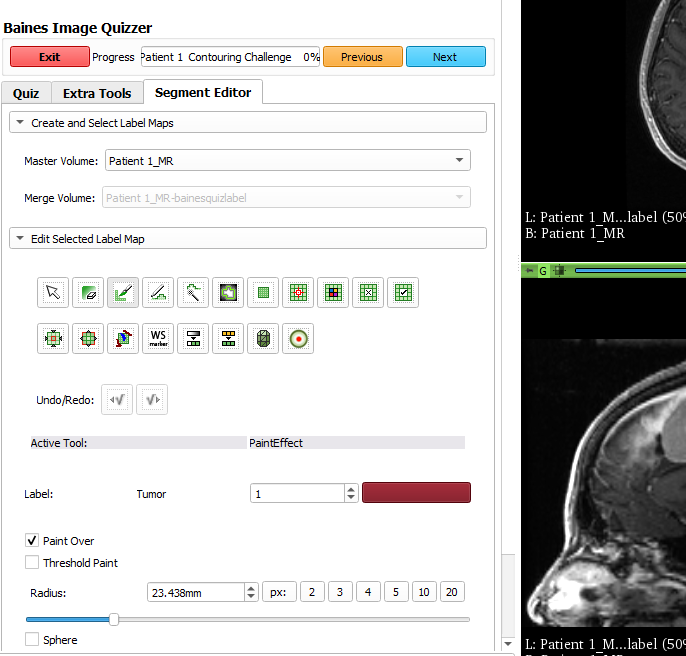 Baines Image Quizzer
Exit Progress Patient 1 Contouring Challenge 0% Previous Next
Quiz Extra Tools Segment Editor
Create and Select Label Maps
Master Volume: Patient 1_MR
Merge Volume: Patient 1_MR-bainesquizlabel
Edit Selected Label Map
WS
marker
Undo/Redo:
Active Tool: PaintEffect
Label: Tumor 1
Paint Over
Threshold Paint
Radius: 23.438mm px: 2 3 4 5 10 20
Sphere
L: Patient 1_M...label (50%
B: Patient 1_MR
G
L: Patient 1_M...label (50%